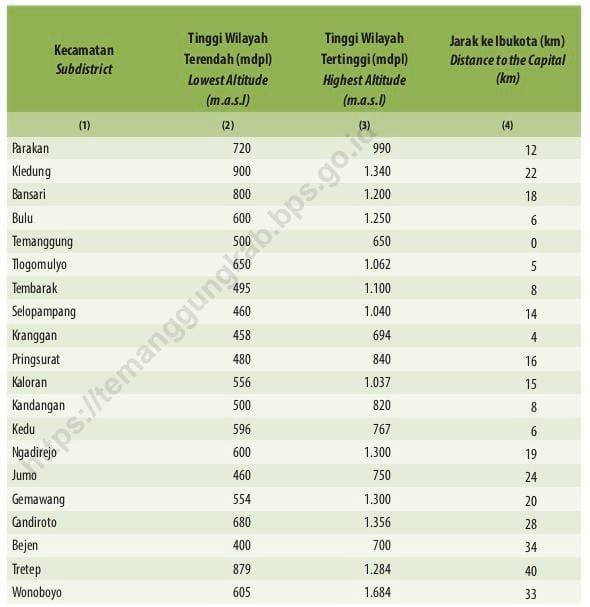 Kecamatan
Subdistrict
Tinggi Wilayah
Terendah (mdpl)
Lowest Altitude
(m.a.s.l)
Tinggi Wilayah
Tertinggi (mdpl)
Highest Altitude
(m.a.s.l)
Jarak ke Ibukota (km)
Distance to the Capital
(km)
(1) (2) (3) (4)
Parakan 720 990 12
Kledung 900 1.340 22
Bansari 800 1.200 18
Bulu 600 1.250 6
Temanggung 500 650 0
Tlogomulyo 650 1.062 5
Tembarak 495 1.100 8
Selopampang 460 1.040 14
Kranggan 458 694 4
Pringsurat 480 840 16
Kaloran 556 1.037 15
Kandangan 500 820 8
Kedu 596 767 6
Ngadirejo 600 1.300 19
Jumo 460 750 24
Gemawang 554 1.300 20
Candiroto 680 1.356 28
Bejen 400 700 34
Tretep 879 1.284 40
Wonoboyo 605 1.684 33
https://temanggungkab.bps.go.id